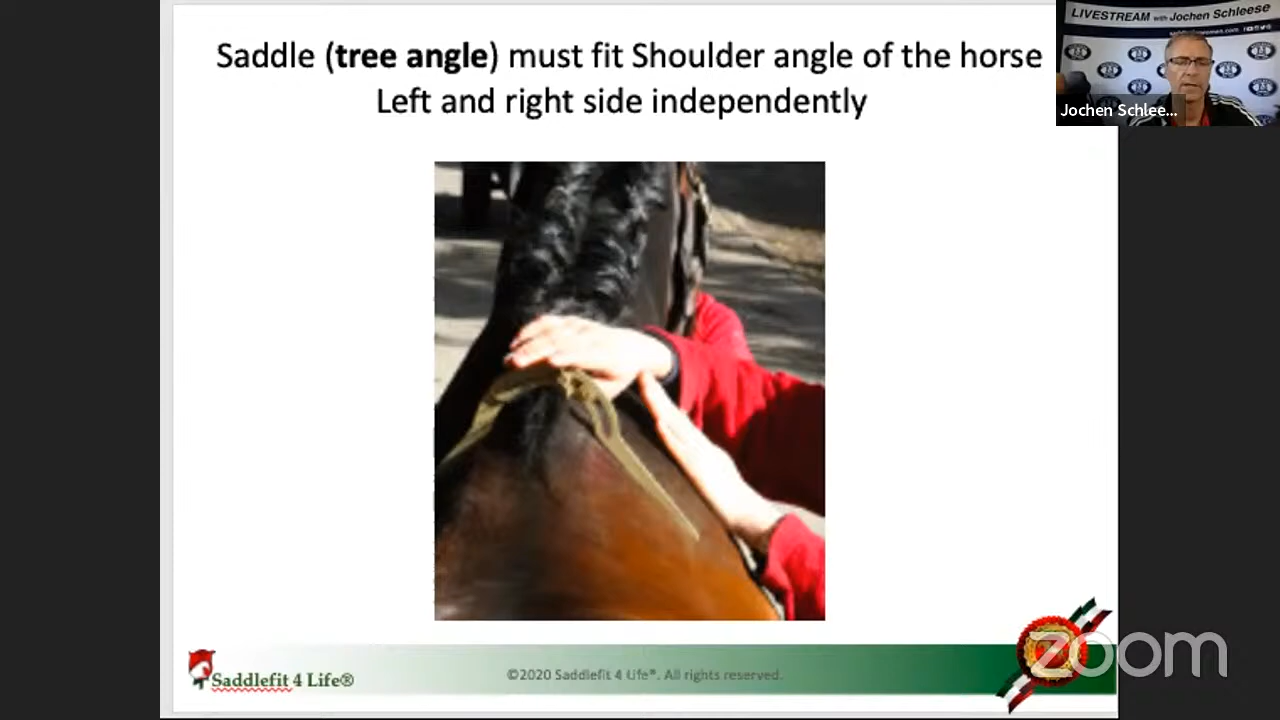 Saddle (tree angle) must fit Shoulder angle of the horse
Left and right side independently
LIVESTREAM with Jochen Schleese
Jochen Schlee...
Saddlefit 4 Life®
©2020 Saddlefit 4 Life®. All rights reserved.
zoom